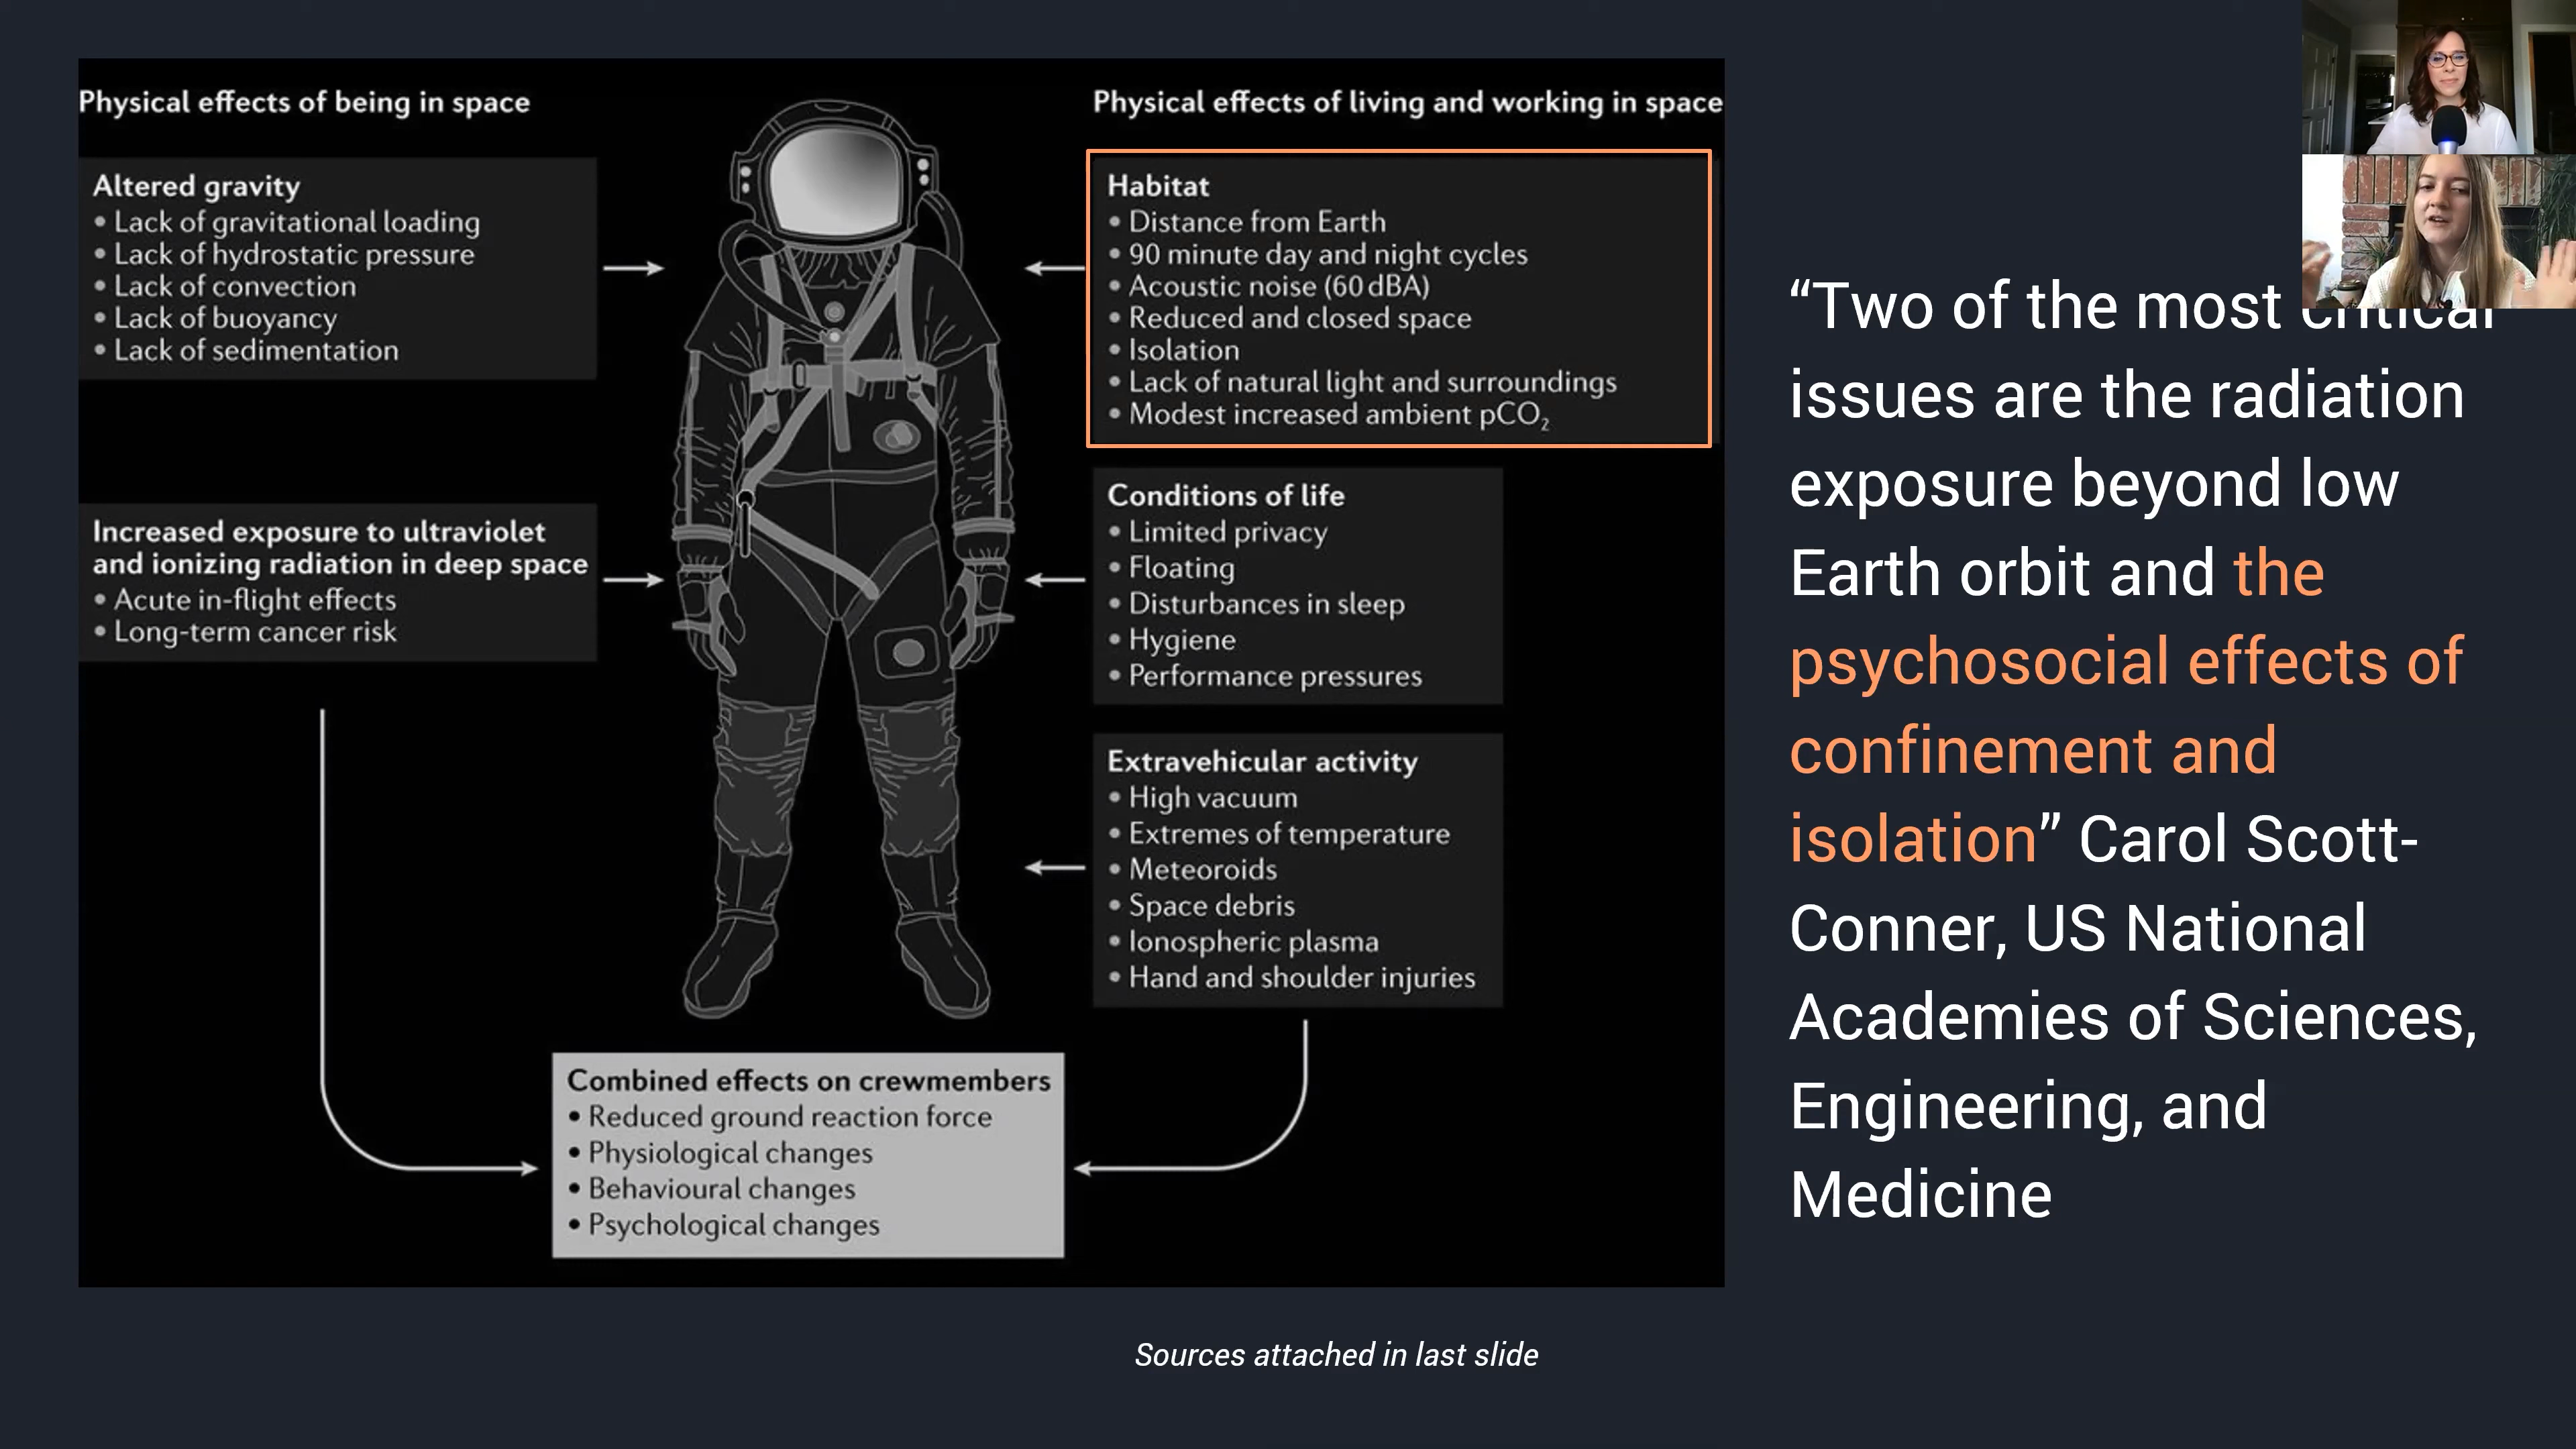 Physical effects of being in space
Altered gravity
• Lack of gravitational loading
• Lack of hydrostatic pressure
• Lack of convection
• Lack of buoyancy
• Lack of sedimentation
Increased exposure to ultraviolet
and ionizing radiation in deep space
• Acute in-flight effects
• Long-term cancer risk
Physical effects of living and working in space
Habitat
• Distance from Earth
• 90 minute day and night cycles
• Acoustic noise (60 dBA)
• Reduced and closed space
• Isolation
• Lack of natural light and surroundings
• Modest increased ambient pCO₂
Conditions of life
• Limited privacy
• Floating
• Disturbances in sleep
• Hygiene
• Performance pressures
Extravehicular activity
• High vacuum
• Extremes of temperature
• Meteoroids
• Space debris
• Ionospheric plasma
• Hand and shoulder injuries
Combined effects on crewmembers
• Reduced ground reaction force
• Physiological changes
• Behavioural changes
• Psychological changes
“Two of the most critical
issues are the radiation
exposure beyond low
Earth orbit and the
psychosocial effects of
confinement and
isolation” Carol Scott-
Conner, US National
Academies of Sciences,
Engineering, and
Medicine
Sources attached in last slide